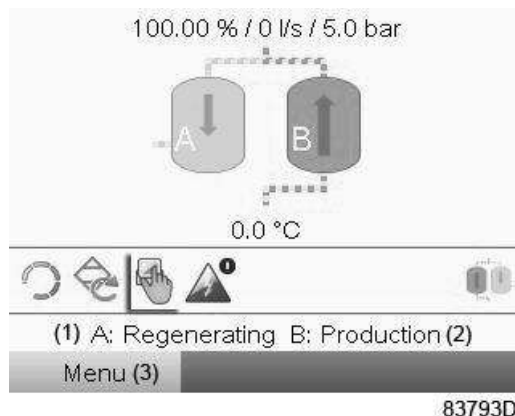 100.00 % / 0 l/s / 5.0 bar
A B
0.0 °C
(1) A: Regenerating B: Production (2)
Menu (3)
83793D